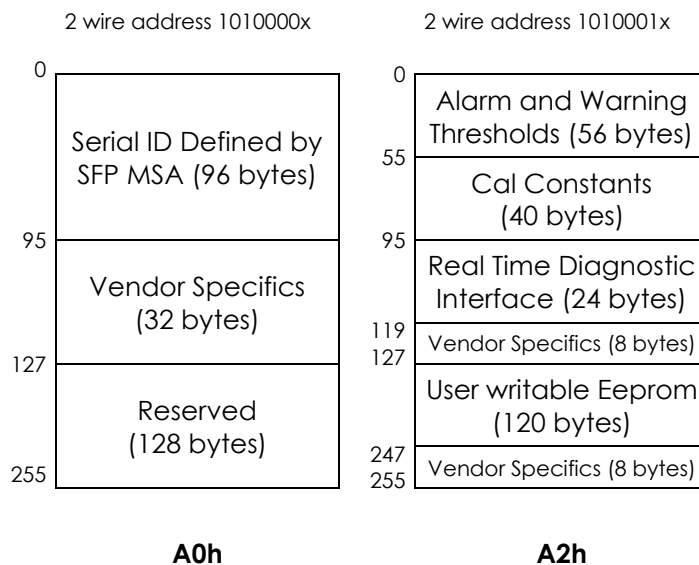 2 wire address 1010000x
0
Serial ID Defined by
SFP MSA (96 bytes)
95
Vendor Specifics
(32 bytes)
127
Reserved
(128 bytes)
255
A0h
2 wire address 1010001x
0
Alarm and Warning
Thresholds (56 bytes)
55
Cal Constants
(40 bytes)
95
Real Time Diagnostic
Interface (24 bytes)
119
Vendor Specifics (8 bytes)
127
User writable Eeprom
(120 bytes)
247
Vendor Specifics (8 bytes)
255
A2h